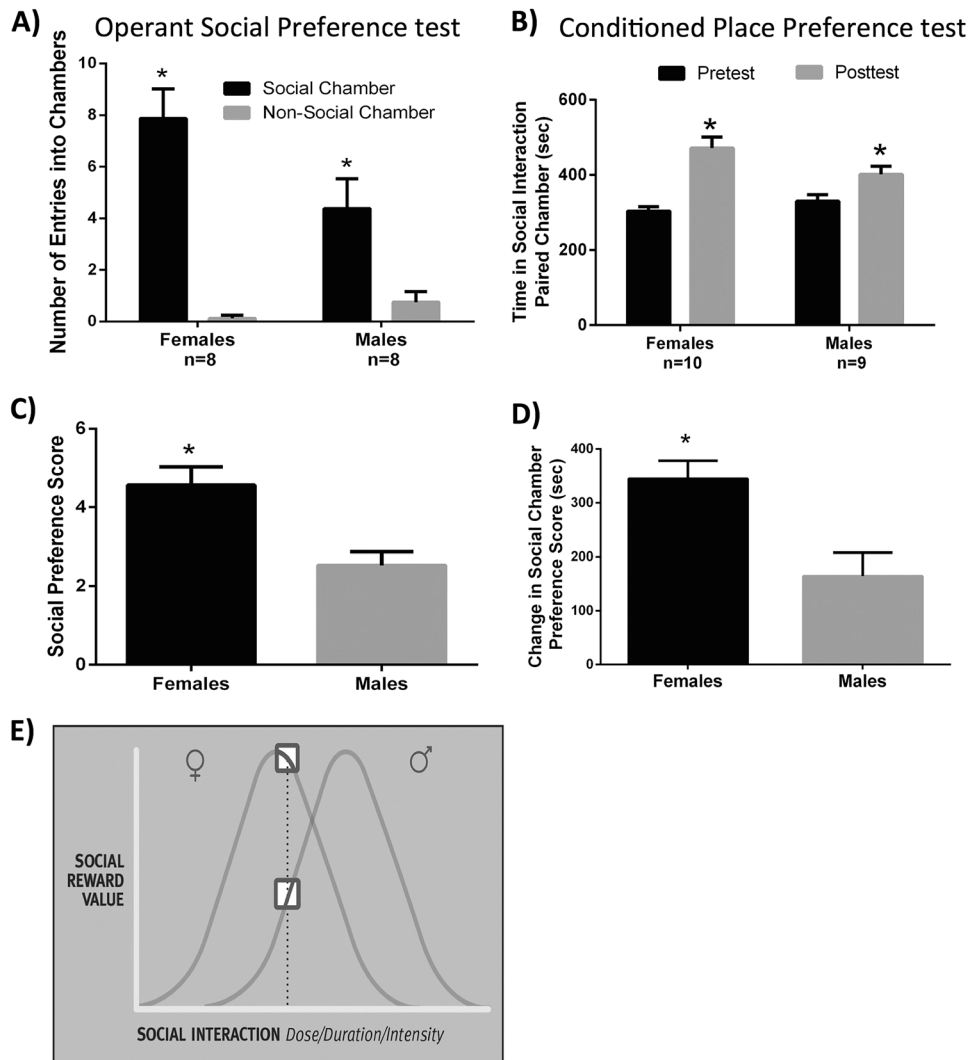 A) Operant Social Preference test
Number of Entries into Chambers
10
8
6
4
2
0
*
*
Social Chamber
Non-Social Chamber
Females
n=8
Males
n=8
B) Conditioned Place Preference test
Pretest
Posttest
Time in Social Interaction
Paired Chamber (sec)
600
400
200
0
*
*
Females
n=10
Males
n=9
C)
Social Preference Score
6
4
2
0
*
Females
Males
D)
Change in Social Chamber
Preference Score (sec)
400
300
200
100
0
*
Females
Males
E)
♀
♂
SOCIAL
REWARD
VALUE
SOCIAL INTERACTION Dose/Duration/Intensity